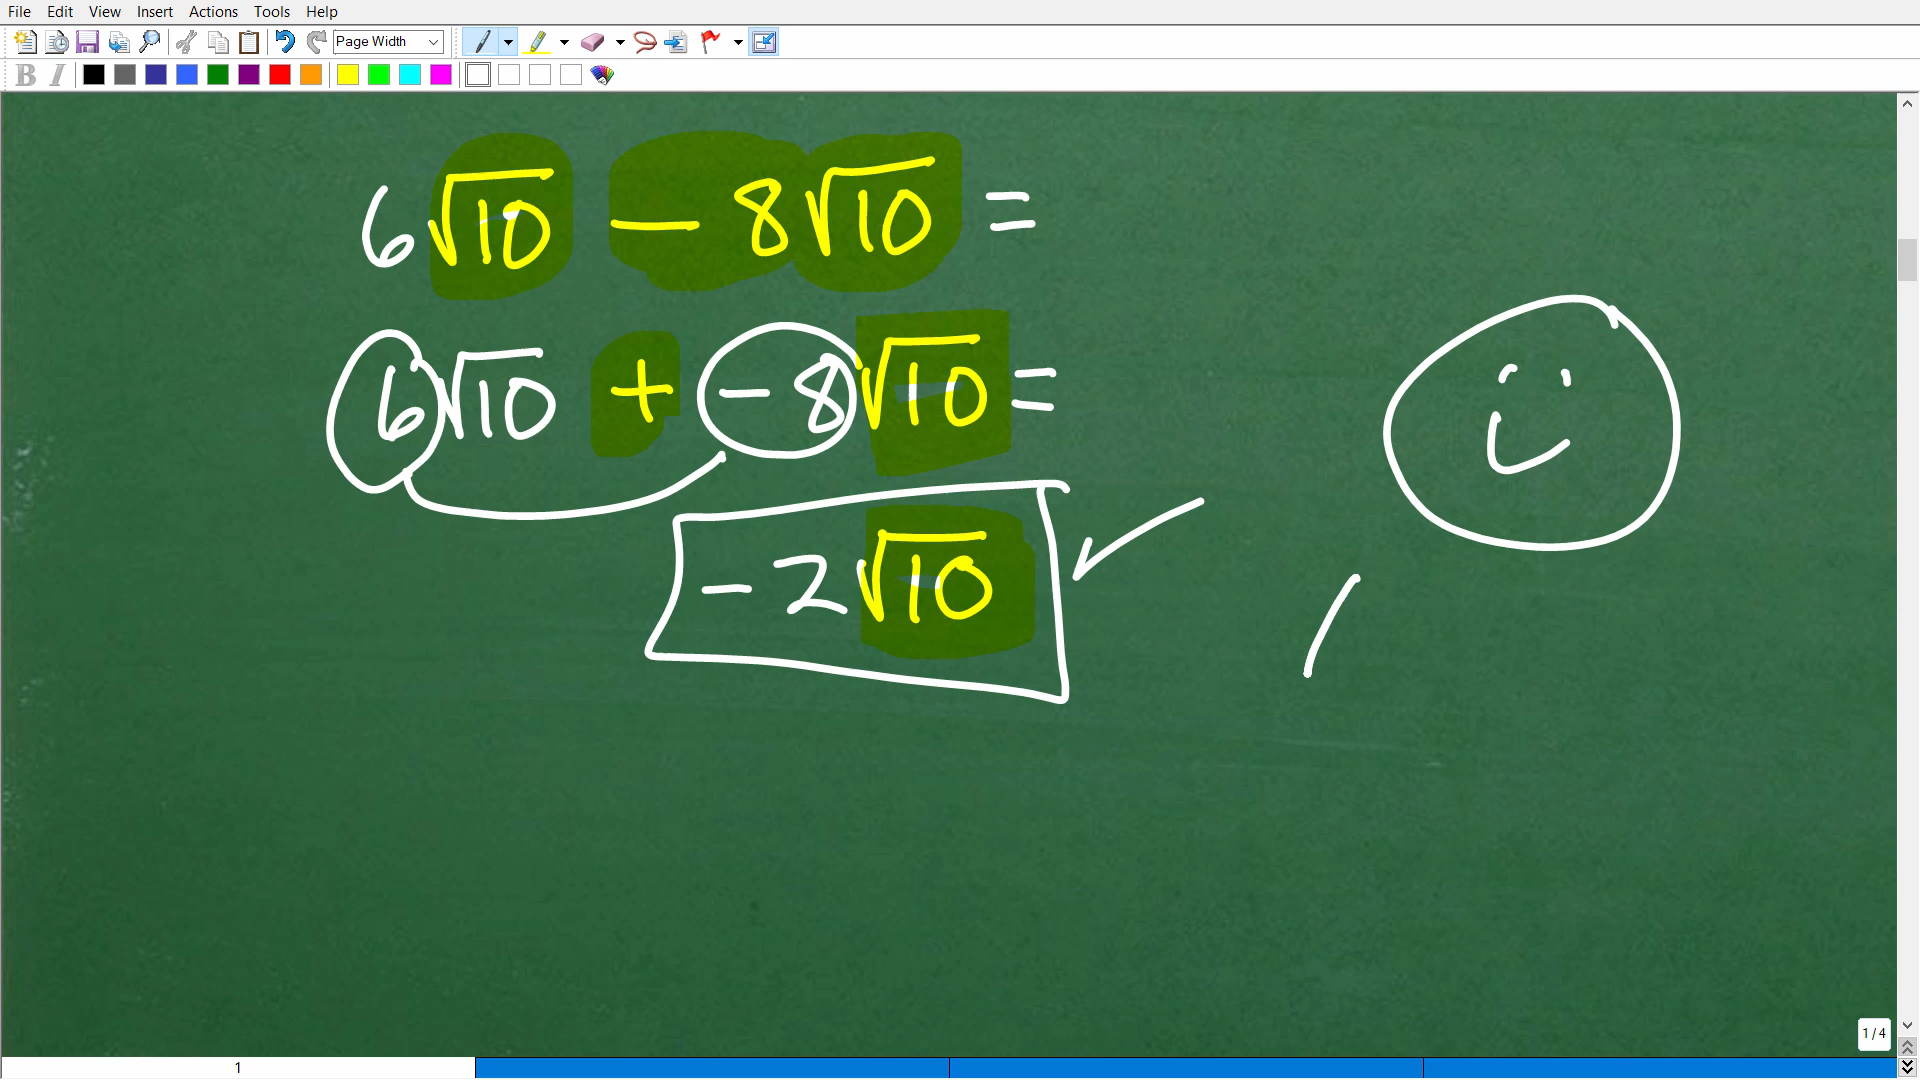 File Edit View Insert Actions Tools Help
Page Width
B I
6√10 − 8√10 =
6√10 + −8√10 =
−2√10
1 / 4
1